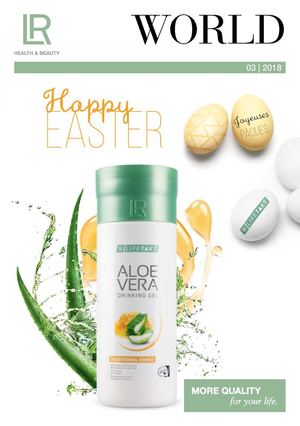 LR
HEALTH & BEAUTY
WORLD
03 | 2018
Happy
EASTER
Joyeuses
PÂQUES
LR LIFETAKT
LR
LR LIFETAKT
ALOE
VERA
DRINKING GEL
TRADITIONAL HONEY
MORE QUALITY
for your life.